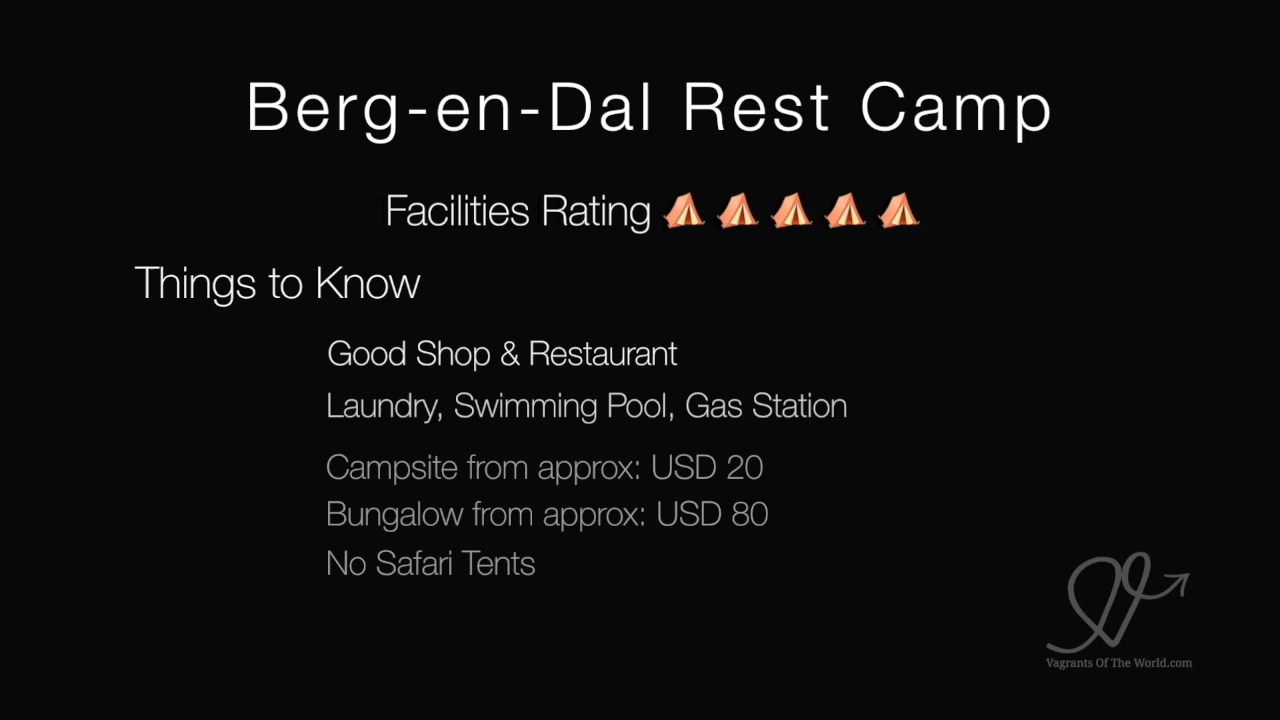 Berg-en-Dal Rest Camp
Facilities Rating
Things to Know
Good Shop & Restaurant
Laundry, Swimming Pool, Gas Station
Campsite from approx: USD 20
Bungalow from approx: USD 80
No Safari Tents
Vagrants Of The World.com